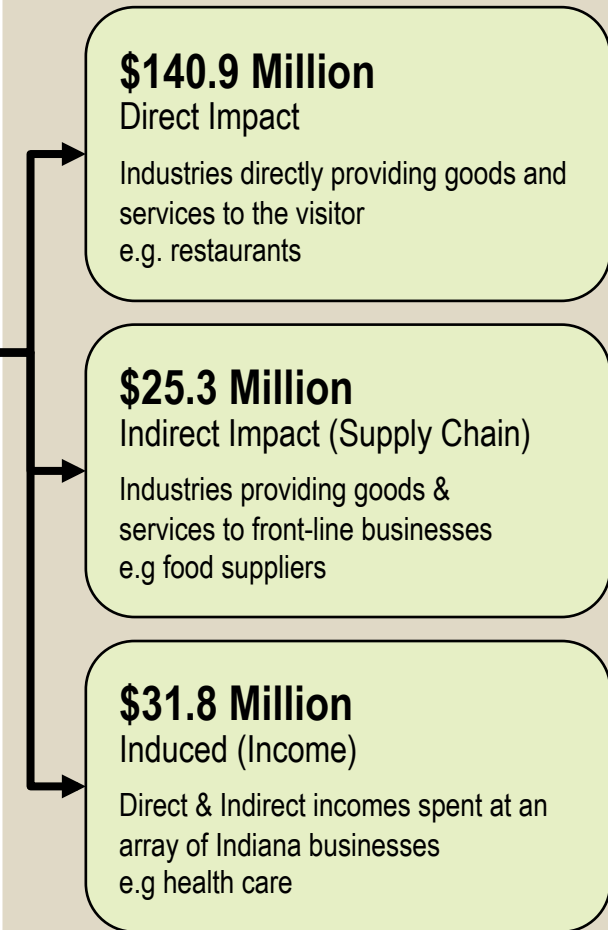 $140.9 Million
Direct Impact
Industries directly providing goods and
services to the visitor
e.g. restaurants
$25.3 Million
Indirect Impact (Supply Chain)
Industries providing goods &
services to front-line businesses
e.g food suppliers
$31.8 Million
Induced (Income)
Direct & Indirect incomes spent at an
array of Indiana businesses
e.g health care